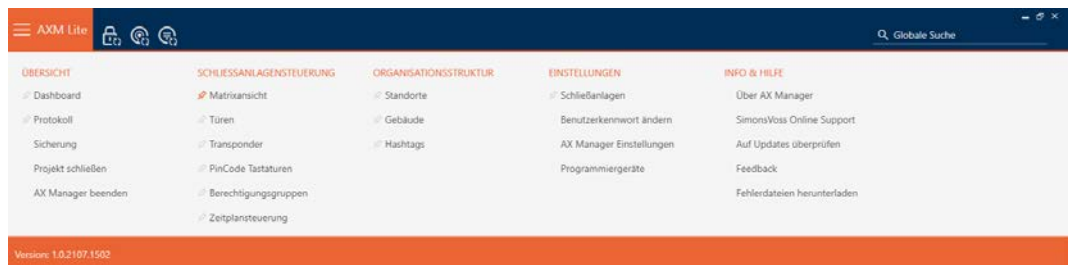 AXM Lite
Globale Suche
ÜBERSICHT
Dashboard
Protokoll
Sicherung
Projekt schließen
AX Manager beenden
SCHLIESSANLAGENSTEUERUNG
Matrixansicht
Türen
Transponder
PinCode Tastaturen
Berechtigungsgruppen
Zeitplansteuerung
ORGANISATIONSSTRUKTUR
Standorte
Gebäude
Hashtags
EINSTELLUNGEN
Schließanlagen
Benutzerkennwort ändern
AX Manager Einstellungen
Programmiergeräte
INFO & HILFE
Über AX Manager
SimonsVoss Online Support
Auf Updates überprüfen
Feedback
Fehlerdateien herunterladen
Version: 1.0.2107.1502